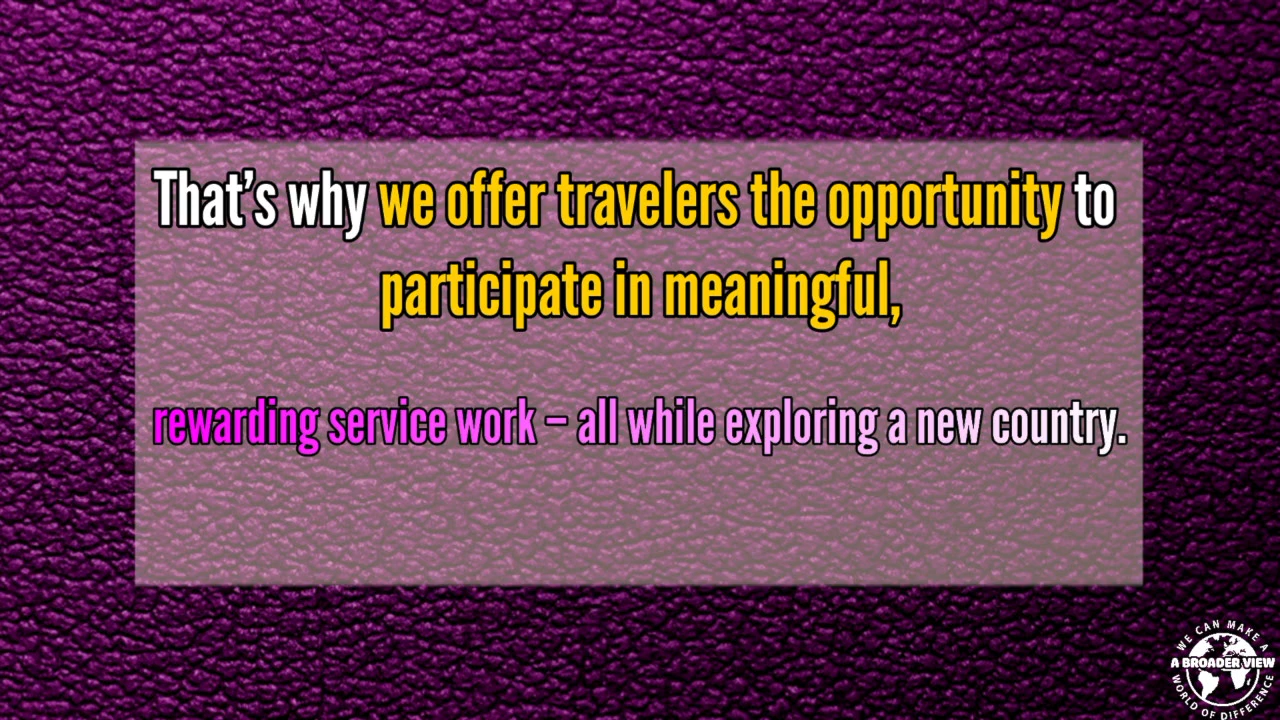 That’s why we offer travelers the opportunity to
participate in meaningful,
rewarding service work – all while exploring a new country.
WE CAN MAKE A
A BROADER VIEW
WORLD OF DIFFERENCE